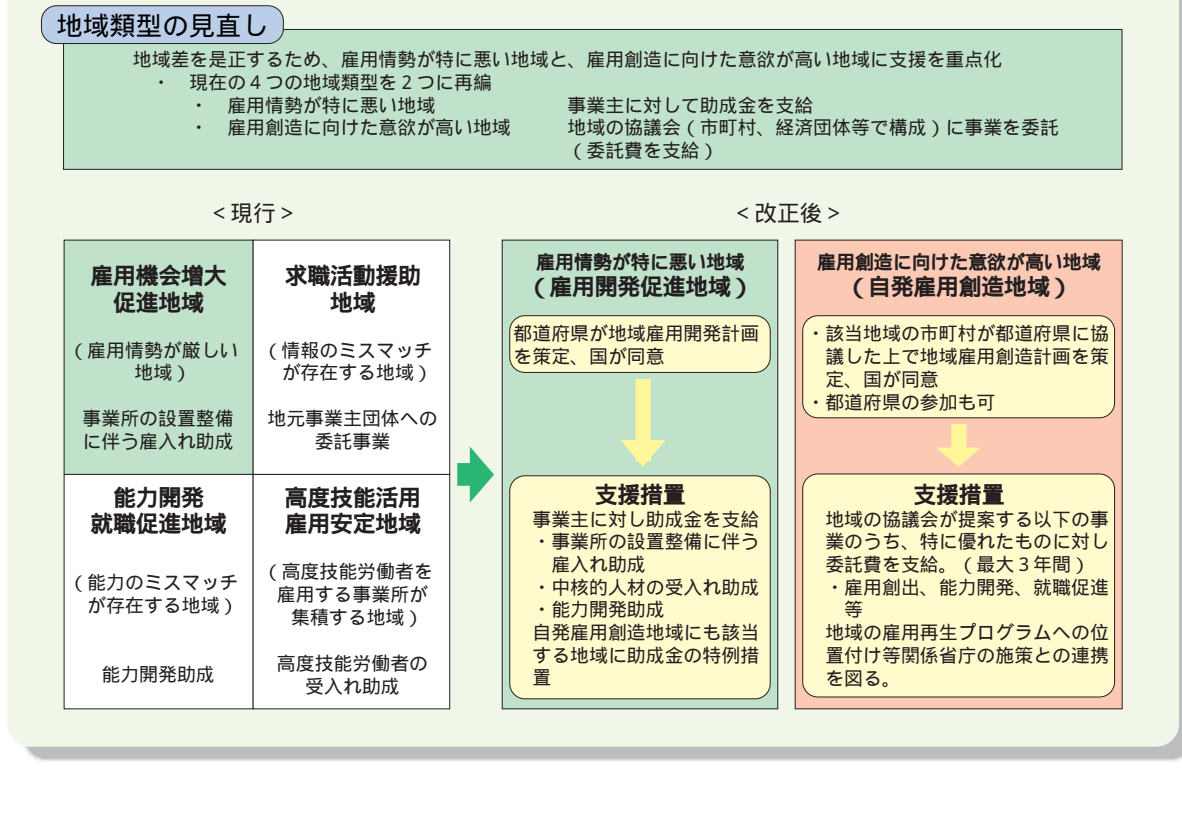 地域類型の見直し
地域差を是正するため、雇用情勢が特に悪い地域と、雇用創造に向けた意欲が高い地域に支援を重点化
・ 現在の４つの地域類型を２つに再編
・ 雇用情勢が特に悪い地域 事業主に対して助成金を支給
・ 雇用創造に向けた意欲が高い地域 地域の協議会（市町村、経済団体等で構成）に事業を委託
（委託費を支給）
＜現行＞
雇用機会増大
促進地域
（雇用情勢が厳しい
地域）
事業所の設置整備
に伴う雇入れ助成
求職活動援助
地域
（情報のミスマッチ
が存在する地域）
地元事業主団体への
委託事業
能力開発
就職促進地域
（能力のミスマッチ
が存在する地域）
能力開発助成
高度技能活用
雇用安定地域
（高度技能労働者を
雇用する事業所が
集積する地域）
高度技能労働者の
受入れ助成
＜改正後＞
雇用情勢が特に悪い地域
（雇用開発促進地域）
都道府県が地域雇用開発計画
を策定、国が同意
支援措置
事業主に対し助成金を支給
・事業所の設置整備に伴う
雇入れ助成
・中核的人材の受入れ助成
・能力開発助成
自発雇用創造地域にも該当
する地域に助成金の特例措
置
雇用創造に向けた意欲が高い地域
（自発雇用創造地域）
・該当地域の市町村が都道府県に協
議した上で地域雇用創造計画を策
定、国が同意
・都道府県の参加も可
支援措置
地域の協議会が提案する以下の事
業のうち、特に優れたものに対し
委託費を支給。（最大３年間）
・雇用創出、能力開発、就職促進
等
地域の雇用再生プログラムへの位
置付け等関係省庁の施策との連携
を図る。